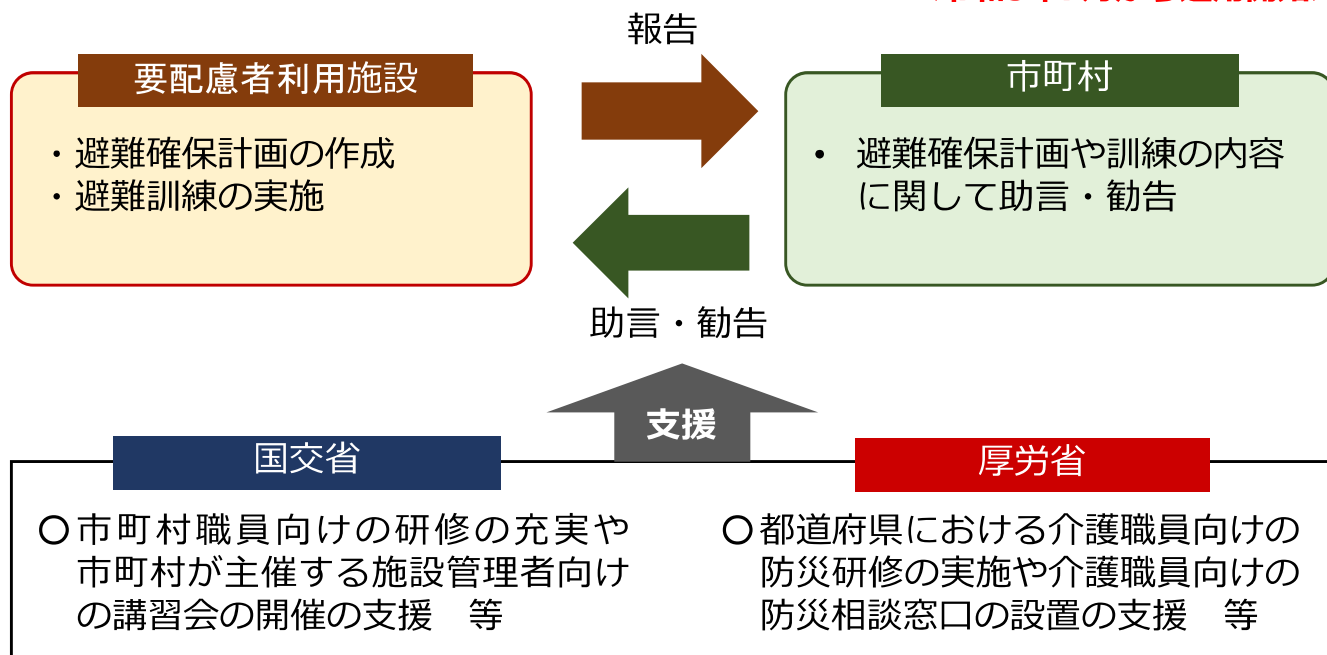 報告
要配慮者利用施設
市町村
・避難確保計画の作成
・避難訓練の実施
• 避難確保計画や訓練の内容
に関して助言・勧告
助言・勧告
支援
国交省
厚労省
〇市町村職員向けの研修の充実や
市町村が主催する施設管理者向け
の講習会の開催の支援　等
〇都道府県における介護職員向けの
防災研修の実施や介護職員向けの
防災相談窓口の設置の支援　等